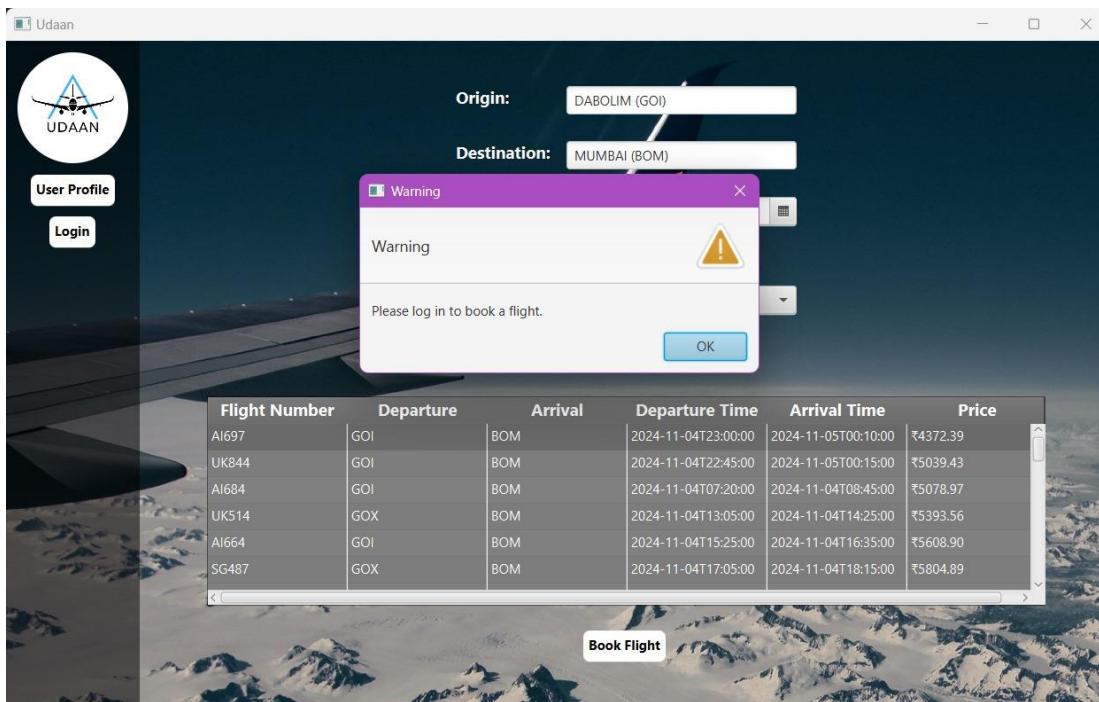 Udaan
UDAAN
User Profile
Login
Origin:
DABOLIM (GOI)
Destination:
MUMBAI (BOM)
Warning
Warning
Please log in to book a flight.
OK
Flight Number Departure Arrival Departure Time Arrival Time Price
AI697 GOI BOM 2024-11-04T23:00:00 2024-11-05T00:10:00 ₹4372.39
UK844 GOI BOM 2024-11-04T22:45:00 2024-11-05T00:15:00 ₹5039.43
AI684 GOI BOM 2024-11-04T07:20:00 2024-11-04T08:45:00 ₹5078.97
UK514 GOX BOM 2024-11-04T13:05:00 2024-11-04T14:25:00 ₹5393.56
AI664 GOI BOM 2024-11-04T15:25:00 2024-11-04T16:35:00 ₹5608.90
SG487 GOX BOM 2024-11-04T17:05:00 2024-11-04T18:15:00 ₹5804.89
Book Flight